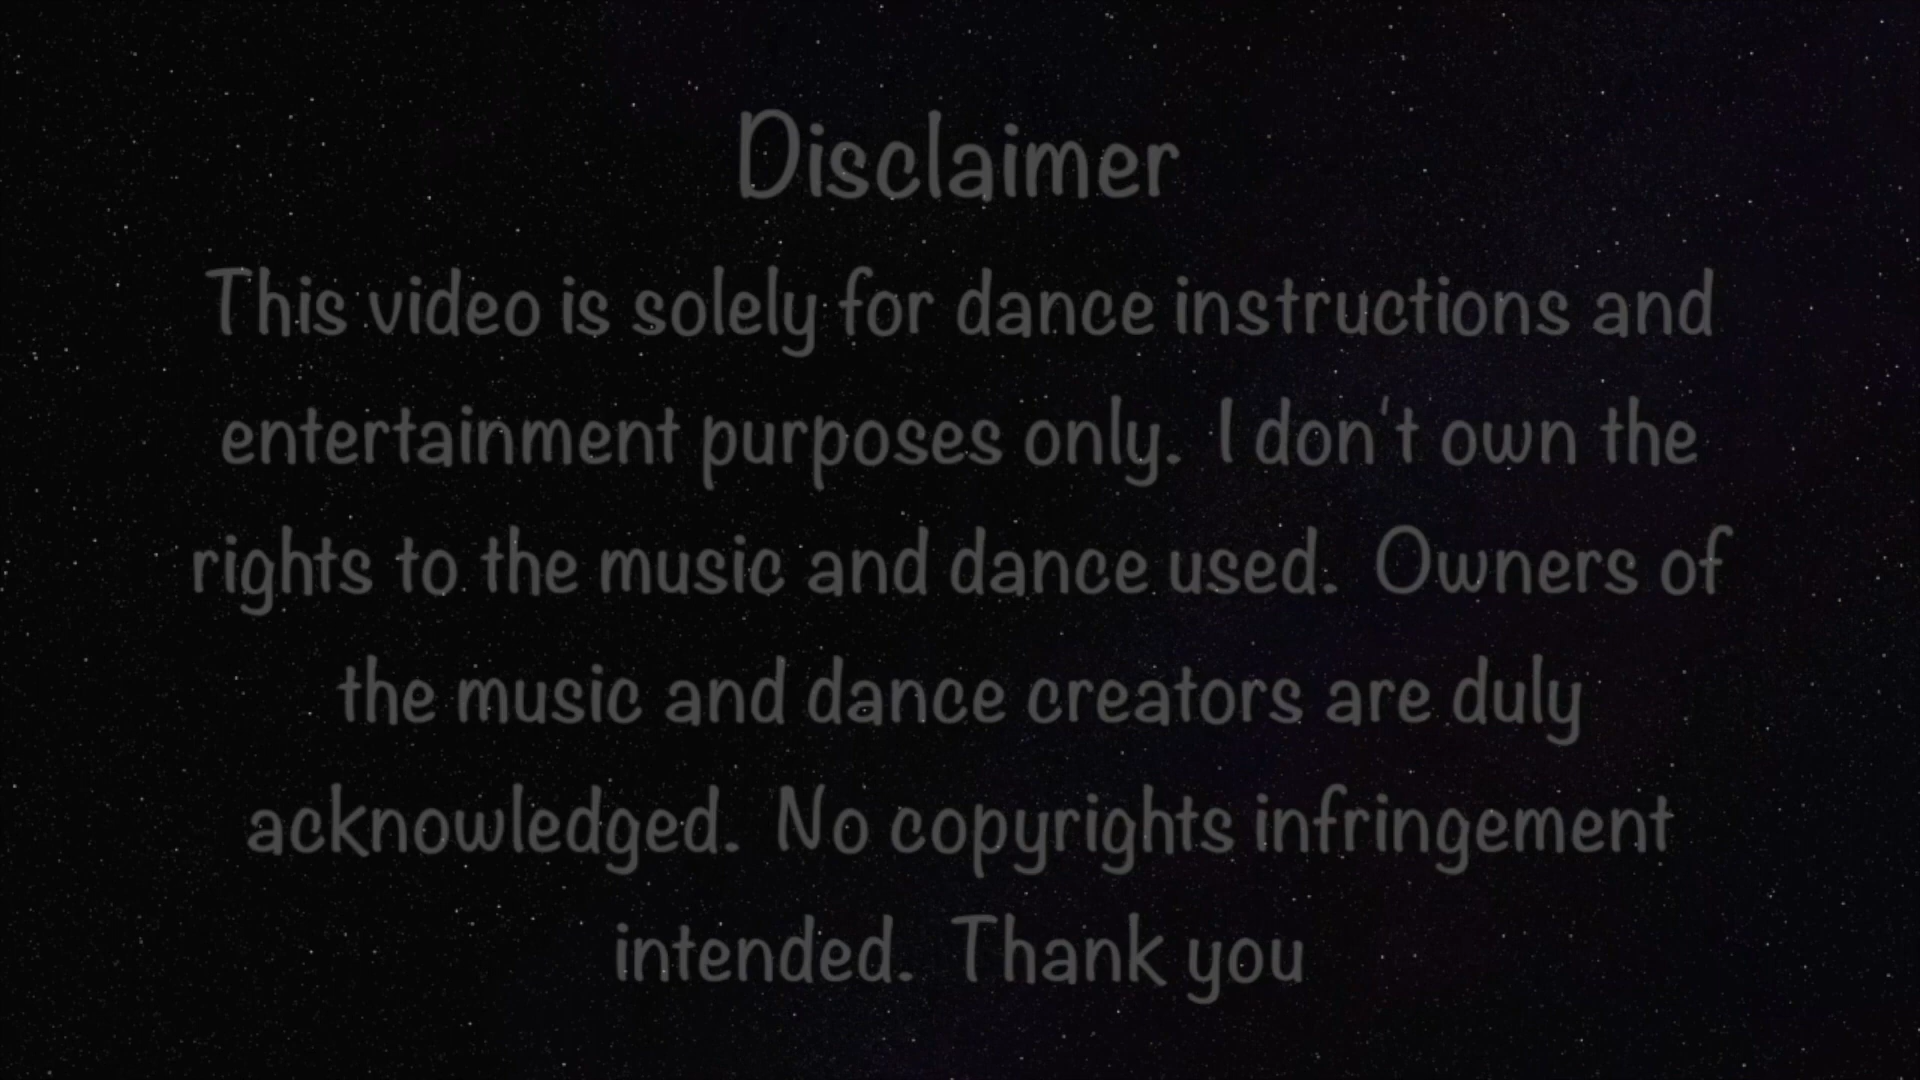 Disclaimer
This video is solely for dance instructions and
entertainment purposes only.  I don't own the
rights to the music and dance used.  Owners of
the music and dance creators are duly
acknowledged.  No copyrights infringement
intended.  Thank you